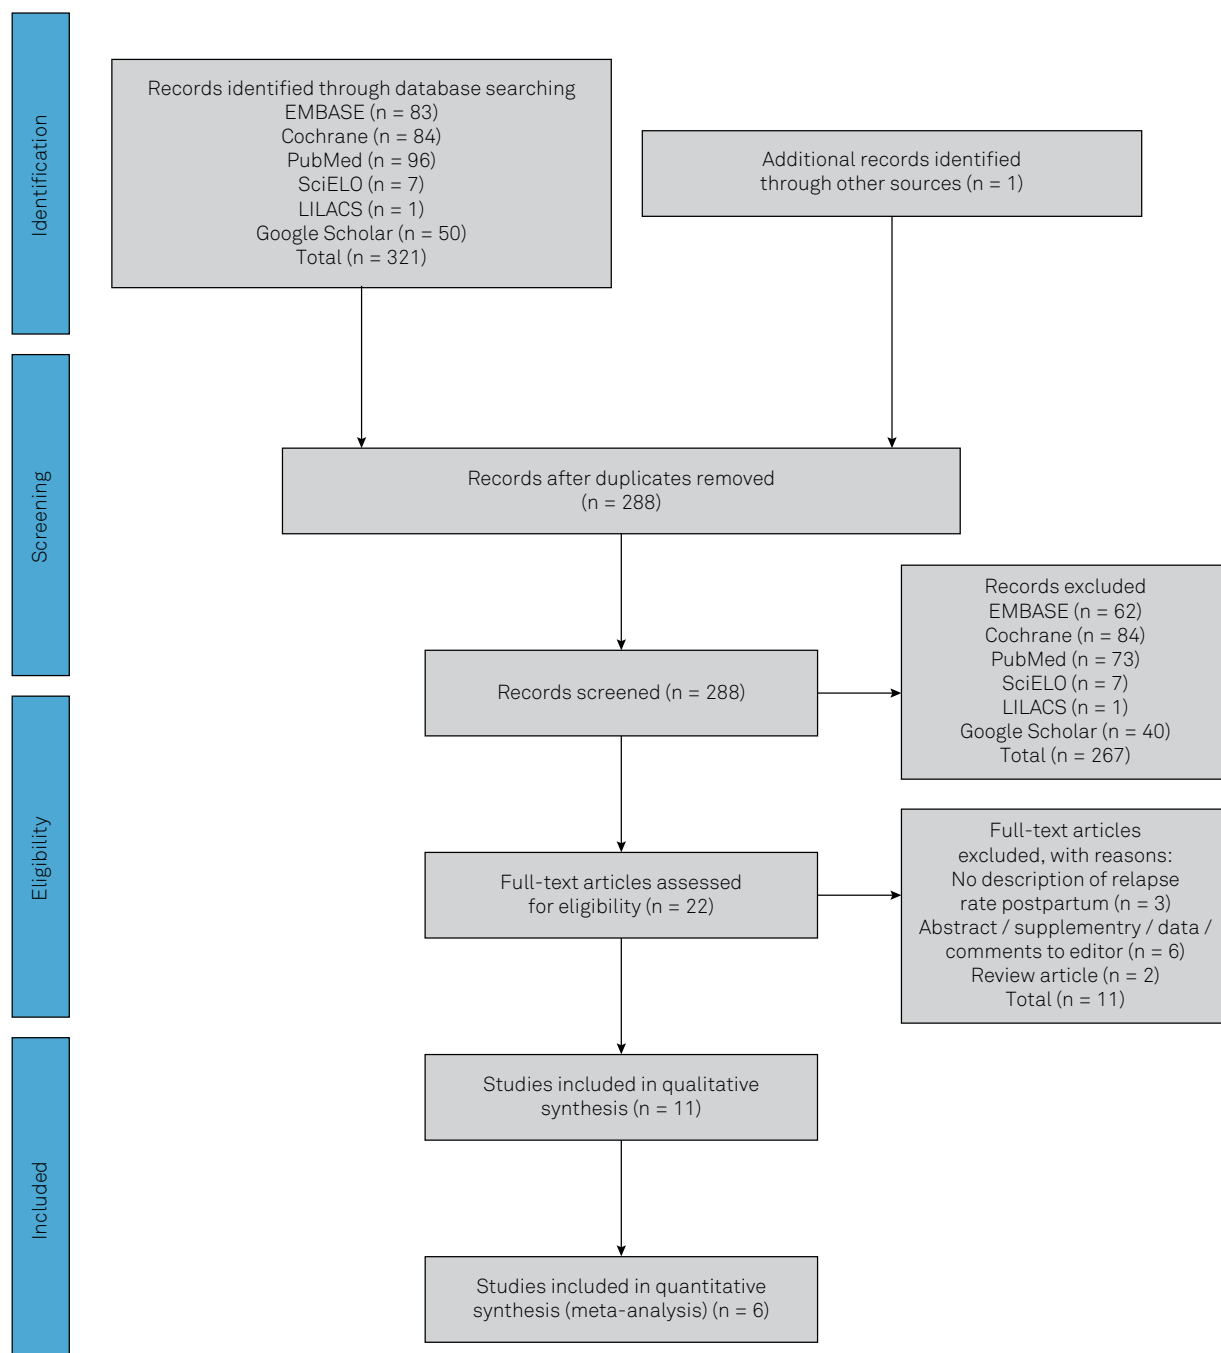 Identification
Records identified through database searching
EMBASE (n = 83)
Cochrane (n = 84)
PubMed (n = 96)
SciELO (n = 7)
LILACS (n = 1)
Google Scholar (n = 50)
Total (n = 321)
Additional records identified
through other sources (n = 1)
Screening
Records after duplicates removed
(n = 288)
Records screened (n = 288)
Records excluded
EMBASE (n = 62)
Cochrane (n = 84)
PubMed (n = 73)
SciELO (n = 7)
LILACS (n = 1)
Google Scholar (n = 40)
Total (n = 267)
Eligibility
Full-text articles assessed
for eligibility (n = 22)
Full-text articles
excluded, with reasons:
No description of relapse
rate postpartum (n = 3)
Abstract / supplementry / data /
comments to editor (n = 6)
Review article (n = 2)
Total (n = 11)
Included
Studies included in qualitative
synthesis (n = 11)
Studies included in quantitative
synthesis (meta-analysis) (n = 6)